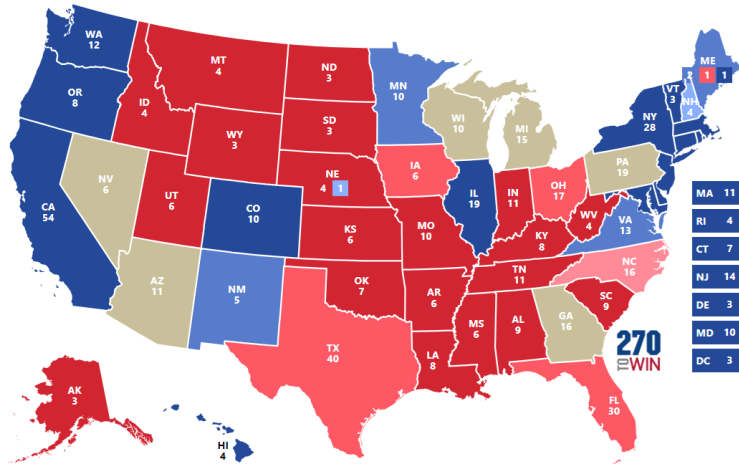 WA
12
OR
8
CA
54
NV
6
ID
4
MT
4
WY
3
UT
6
AZ
11
CO
10
NM
5
ND
3
SD
3
NE
4 1
KS
6
OK
7
TX
40
MN
10
IA
6
MO
10
AR
6
LA
8
WI
10
IL
19
MI
15
IN
11
OH
17
KY
8
TN
11
MS
6
AL
9
GA
16
FL
30
SC
9
NC
16
VA
13
WV
4
PA
19
NY
28
VT
3
NH
4
ME
2 1 1
MA 11
RI 4
CT 7
NJ 14
DE 3
MD 10
DC 3
AK
3
HI
4
270
TOWIN